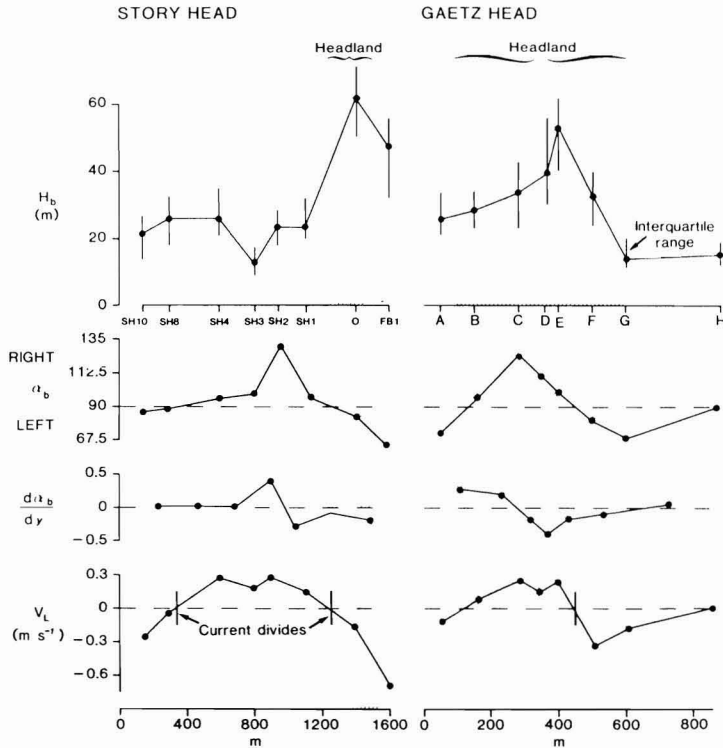 STORY HEAD
GAETZ HEAD
Headland
Headland
60
40
20
0
H_b
(m)
Interquartile
range
SH10 SH8 SH4 SH3 SH2 SH1 O FB1
A B C D E F G H
RIGHT
α_b
LEFT
135
112.5
90
67.5
dα_b
dy
0.5
0
-0.5
V_L
(m s⁻¹)
0.3
0
-0.3
-0.6
Current divides
0 400 800 1200 1600
m
0 200 400 600 800
m